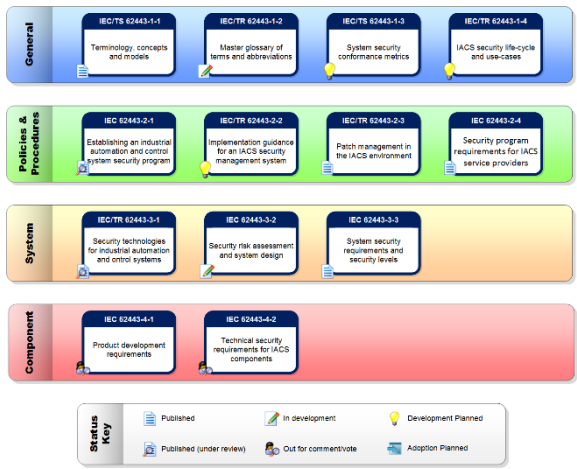 General
IEC/TS 62443-1-1
Terminology, concepts
and models
IEC/TR 62443-1-2
Master glossary of
terms and abbreviations
IEC/TS 62443-1-3
System security
conformance metrics
IEC/TR 62443-1-4
IACS security life-cycle
and use-cases
Policies &
Procedures
IEC 62443-2-1
Establishing an industrial
automation and control
system security program
IEC/TR 62443-2-2
Implementation guidance
for an IACS security
management system
IEC/TR 62443-2-3
Patch management in
the IACS environment
IEC 62443-2-4
Security program
requirements for IACS
service providers
System
IEC/TR 62443-3-1
Security technologies
for industrial automation
and ontrol systems
IEC 62443-3-2
Security risk assessment
and system design
IEC 62443-3-3
System security
requirements and
security levels
Component
IEC 62443-4-1
Product development
requirements
IEC 62443-4-2
Technical security
requirements for IACS
components
Status
Key
Published
In development
Development Planned
Published (under review)
Out for comment/vote
Adoption Planned